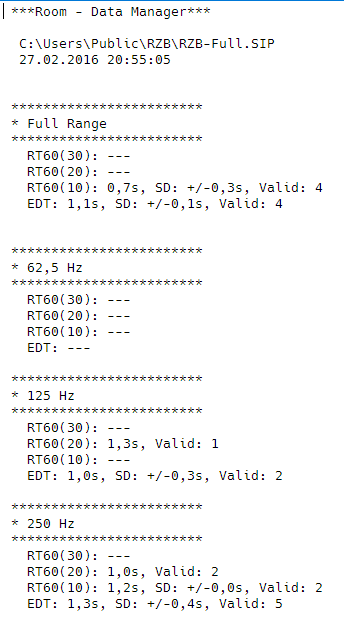 ***Room - Data Manager***
C:\Users\Public\RZB\RZB-Full.SIP
27.02.2016 20:55:05
************************
* Full Range
************************
RT60(30): ---
RT60(20): ---
RT60(10): 0,7s, SD: +/-0,3s, Valid: 4
EDT: 1,1s, SD: +/-0,1s, Valid: 4
************************
* 62,5 Hz
************************
RT60(30): ---
RT60(20): ---
RT60(10): ---
EDT: ---
************************
* 125 Hz
************************
RT60(30): ---
RT60(20): 1,3s, Valid: 1
RT60(10): ---
EDT: 1,0s, SD: +/-0,3s, Valid: 2
************************
* 250 Hz
************************
RT60(30): ---
RT60(20): 1,0s, Valid: 2
RT60(10): 1,2s, SD: +/-0,0s, Valid: 2
EDT: 1,3s, SD: +/-0,4s, Valid: 5